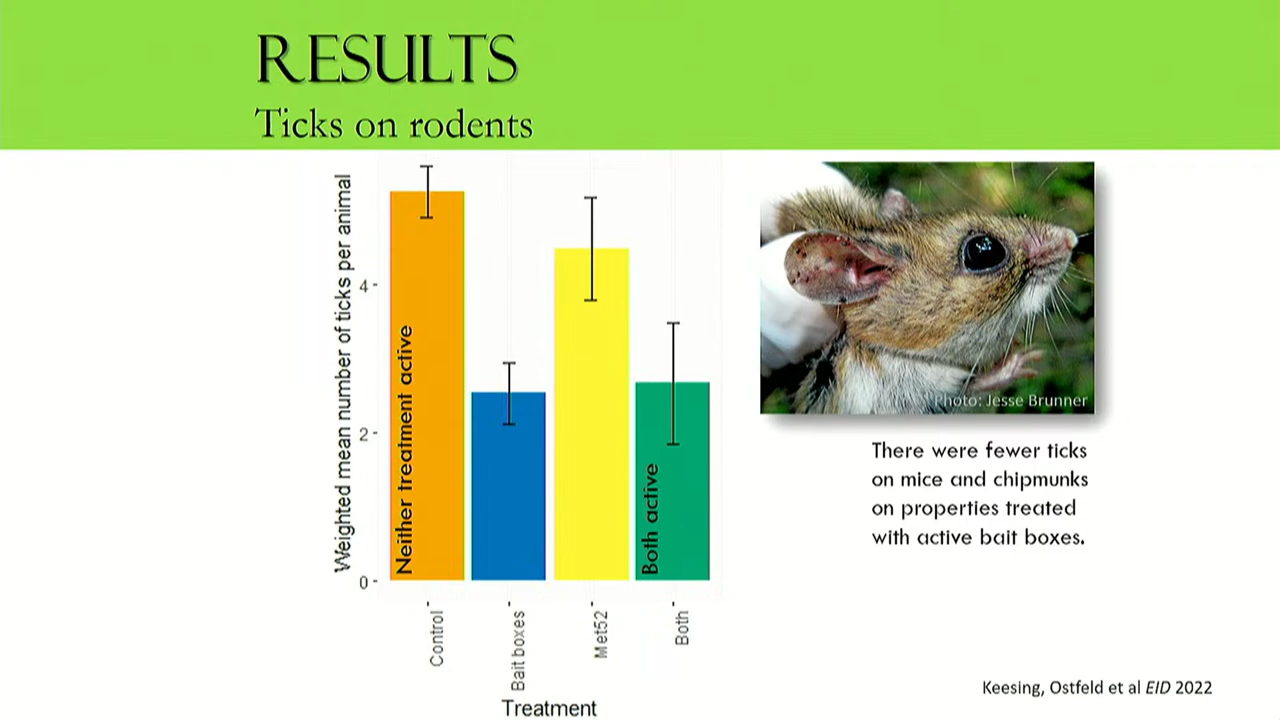 RESULTS
Ticks on rodents
Weighted mean number of ticks per animal
4
2
0
Neither treatment active
Both active
Control
Bait boxes
Met52
Both
Treatment
Photo: Jesse Brunner
There were fewer ticks
on mice and chipmunks
on properties treated
with active bait boxes.
Keesing, Ostfeld et al EID 2022